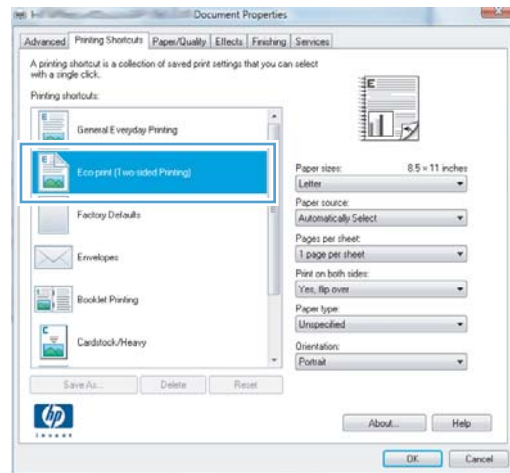 Document Properties
Advanced Printing Shortcuts Paper/Quality Effects Finishing Services
A printing shortcut is a collection of saved print settings that you can select
with a single click.
Printing shortcuts:
General Everyday Printing
Eco-print (Two-sided Printing)
Factory Defaults
Envelopes
Booklet Printing
Cardstock/Heavy
Save As... Delete Reset
Paper sizes: 8.5 × 11 inches
Letter
Paper source:
Automatically Select
Pages per sheet:
1 page per sheet
Print on both sides:
Yes, flip over
Paper type:
Unspecified
Orientation:
Portrait
hp
invent
About... Help
OK Cancel